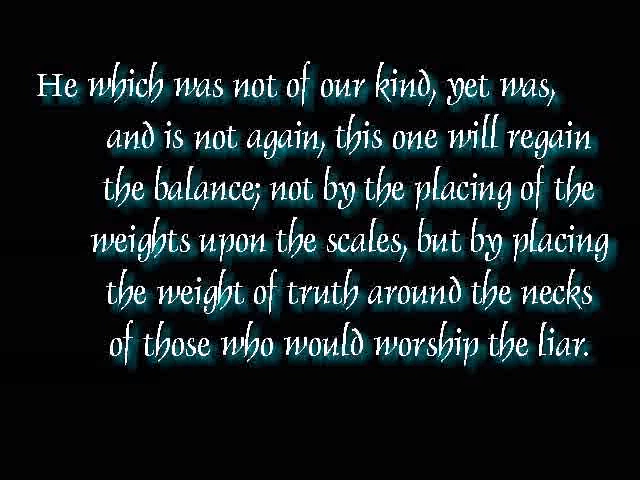 He which was not of our kind, yet was,
and is not again, this one will regain
the balance; not by the placing of the
weights upon the scales, but by placing
the weight of truth around the necks
of those who would worship the liar.